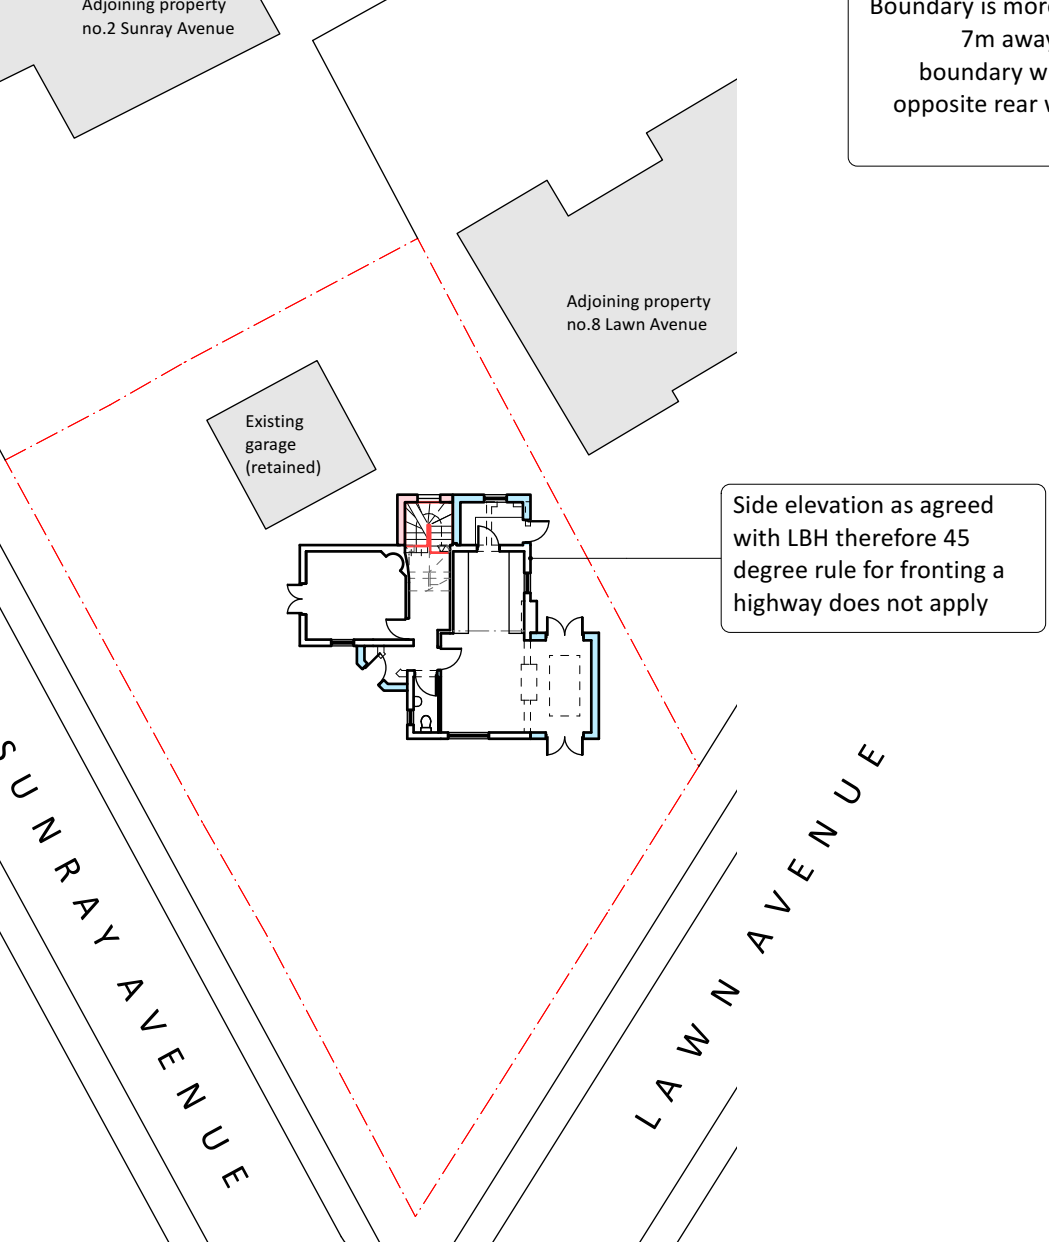 Adjoining property
no.2 Sunray Avenue
Boundary is more
7m away
boundary
opposite rear
Adjoining property
no.8 Lawn Avenue
Existing
garage
(retained)
Side elevation as agreed
with LBH therefore 45
degree rule for fronting a
highway does not apply
SUNRAY AVENUE
LAWN AVENUE